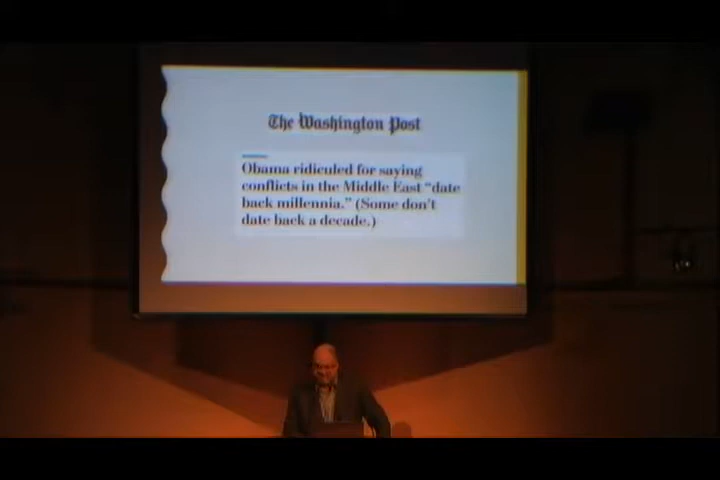 The Washington Post
Obama ridiculed for saying
conflicts in the Middle East “date
back millennia.” (Some don’t
date back a decade.)